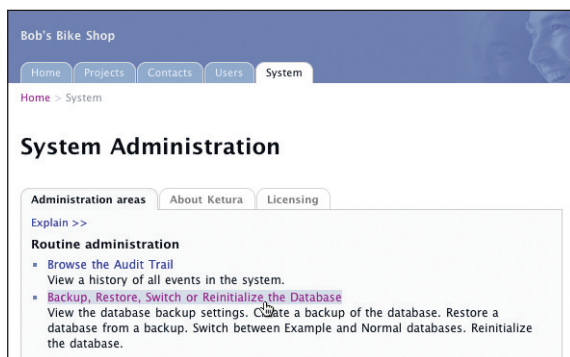 Bob's Bike Shop
Home Projects Contacts Users System
Home > System
System Administration
Administration areas About Ketura Licensing
Explain >>
Routine administration
Browse the Audit Trail
View a history of all events in the system.
Backup, Restore, Switch or Reinitialize the Database
View the database backup settings. Create a backup of the database. Restore a
database from a backup. Switch between Example and Normal databases. Reinitialize
the database.